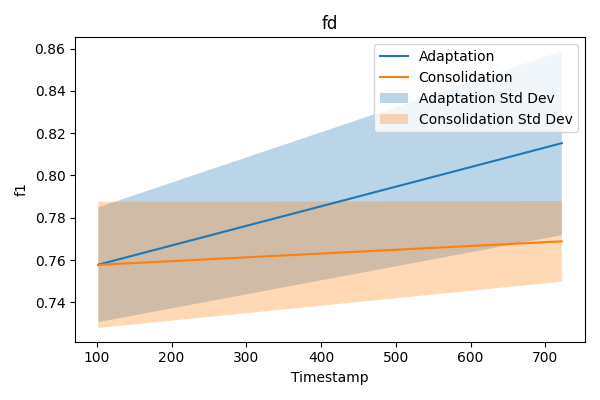 fd
Adaptation
Consolidation
Adaptation Std Dev
Consolidation Std Dev
f1
0.86
0.84
0.82
0.80
0.78
0.76
0.74
100 200 300 400 500 600 700
Timestamp